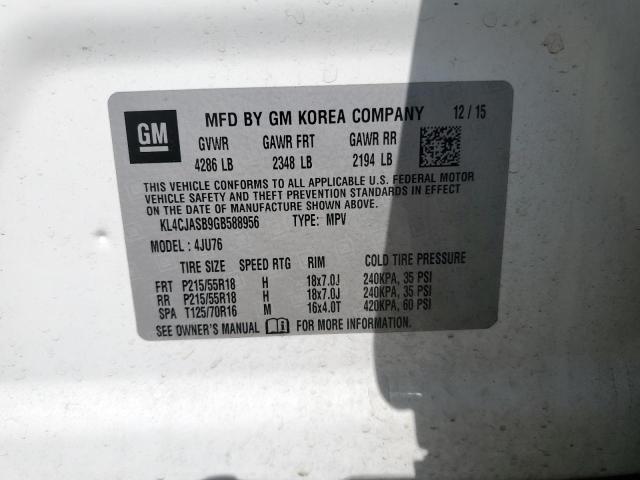 GM
MFD BY GM KOREA COMPANY 12 / 15
GVWR GAWR FRT GAWR RR
4286 LB 2348 LB 2194 LB
THIS VEHICLE CONFORMS TO ALL APPLICABLE U.S. FEDERAL MOTOR
VEHICLE SAFETY AND THEFT PREVENTION STANDARDS IN EFFECT
ON THE DATE OF MANUFACTURE SHOWN ABOVE.
KL4CJASB9GB588956 TYPE: MPV
MODEL : 4JU76
TIRE SIZE SPEED RTG RIM COLD TIRE PRESSURE
FRT P215/55R18 H 18x7.0J 240KPA, 35 PSI
RR P215/55R18 H 18x7.0J 240KPA, 35 PSI
SPA T125/70R16 M 16x4.0T 420KPA, 60 PSI
SEE OWNER'S MANUAL FOR MORE INFORMATION.